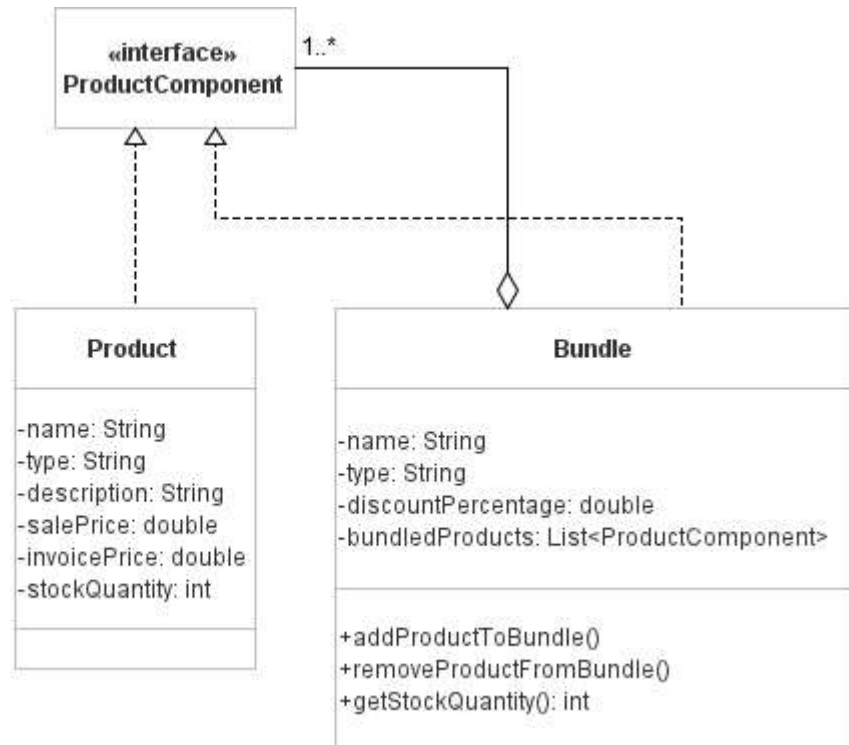 «interface»
ProductComponent
1..*
Product
-name: String
-type: String
-description: String
-salePrice: double
-invoicePrice: double
-stockQuantity: int
Bundle
-name: String
-type: String
-discountPercentage: double
-bundledProducts: List<ProductComponent>
+addProductToBundle()
+removeProductFromBundle()
+getStockQuantity(): int